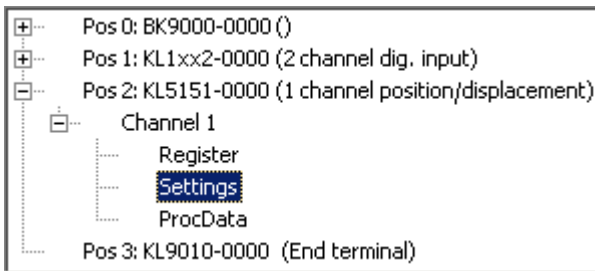 Pos 0: BK9000-0000 ()
Pos 1: KL1xx2-0000 (2 channel dig. input)
Pos 2: KL5151-0000 (1 channel position/displacement)
Channel 1
Register
Settings
ProcData
Pos 3: KL9010-0000 (End terminal)